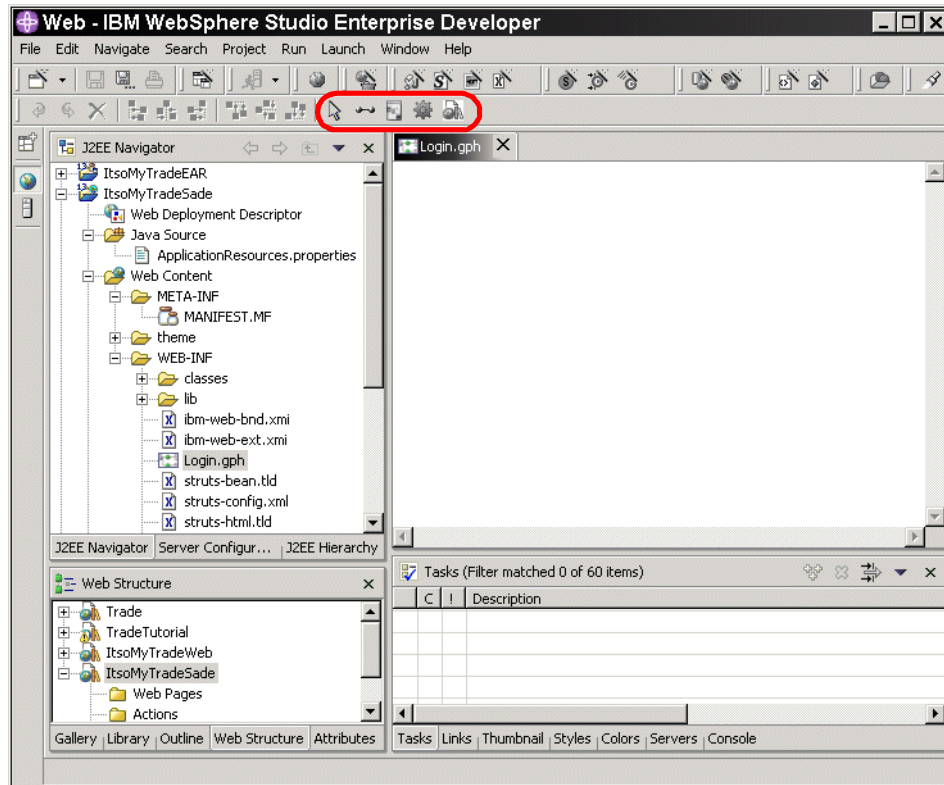 Web - IBM WebSphere Studio Enterprise Developer
File Edit Navigate Search Project Run Launch Window Help
J2EE Navigator
Login.gph
ItsoMyTradeEAR
ItsoMyTradeSade
Web Deployment Descriptor
Java Source
ApplicationResources.properties
Web Content
META-INF
MANIFEST.MF
theme
WEB-INF
classes
lib
ibm-web-bnd.xmi
ibm-web-ext.xmi
Login.gph
struts-bean.tld
struts-config.xml
struts-html.tld
J2EE Navigator Server Configur... J2EE Hierarchy
Web Structure
Trade
TradeTutorial
ItsoMyTradeWeb
ItsoMyTradeSade
Web Pages
Actions
Gallery Library Outline Web Structure Attributes
Tasks (Filter matched 0 of 60 items)
C ! Description
Tasks Links Thumbnail Styles Colors Servers Console